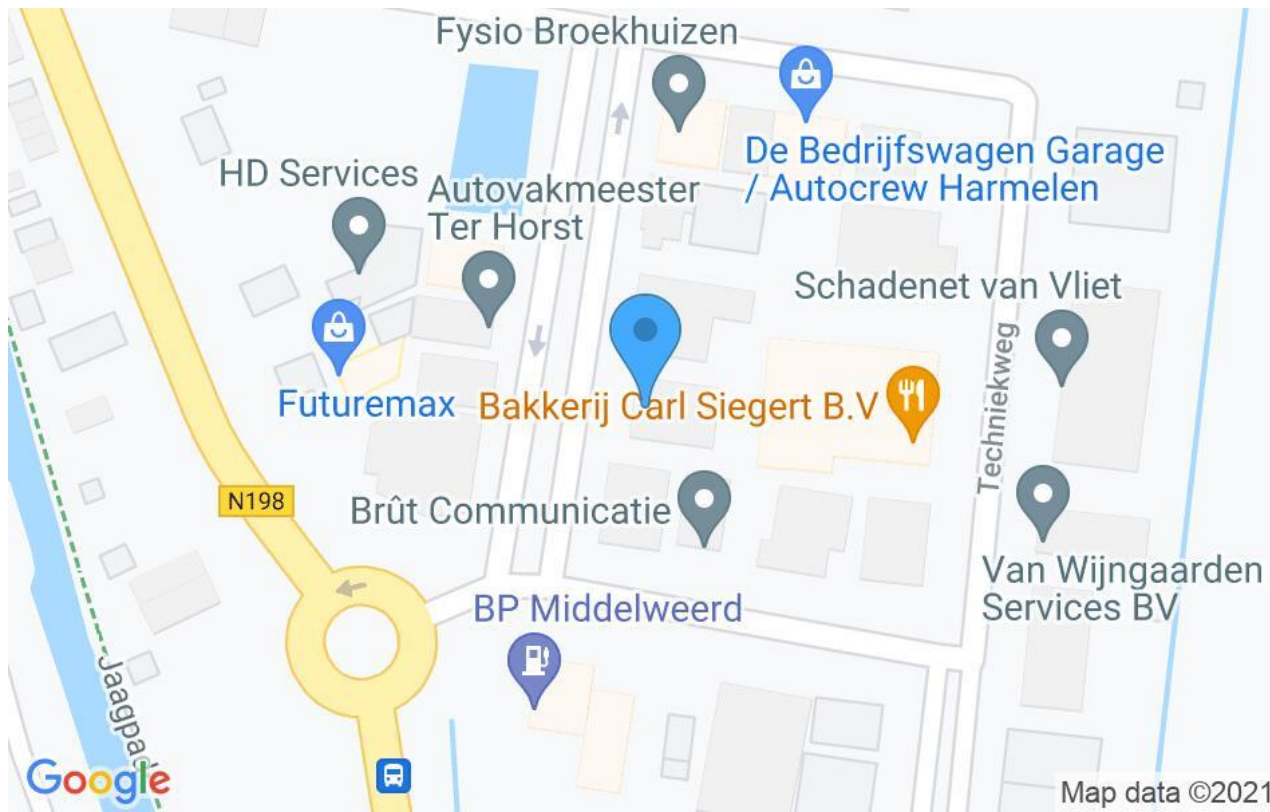 Fysio Broekhuizen
De Bedrijfswagen Garage
/ Autocrew Harmelen
HD Services
Autovakmeester
Ter Horst
Schadenet van Vliet
Techniekweg
Futuremax
Bakkerij Carl Siegert B.V
N198
Brût Communicatie
Van Wijngaarden
Services BV
BP Middelweerd
Jaagpad
Google
Map data ©2021